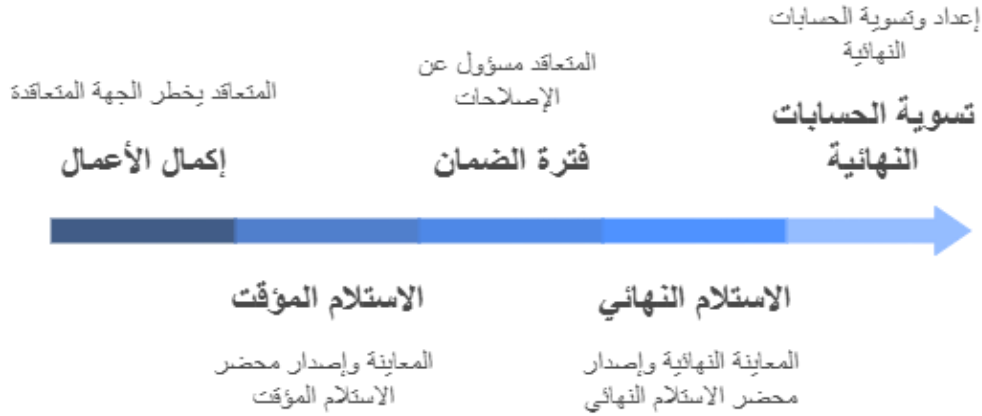 المتعاقد يخطر الجهة المتعاقدة
إكمال الأعمال
الاستلام المؤقت
المعاينة وإصدار محضر
الاستلام المؤقت
المتعاقد مسؤول عن
الإصلاحات
فترة الضمان
الاستلام النهائي
المعاينة النهائية وإصدار
محضر الاستلام النهائي
إعداد وتسوية الحسابات
النهائية
تسوية الحسابات
النهائية